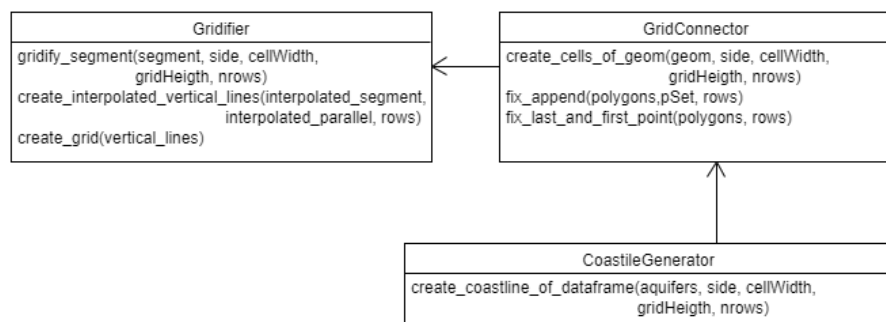 Gridifier
gridify_segment(segment, side, cellWidth,
gridHeigth, nrows)
create_interpolated_vertical_lines(interpolated_segment,
interpolated_parallel, rows)
create_grid(vertical_lines)
GridConnector
create_cells_of_geom(geom, side, cellWidth,
gridHeigth, nrows)
fix_append(polygons,pSet, rows)
fix_last_and_first_point(polygons, rows)
CoastileGenerator
create_coastline_of_dataframe(aquifers, side, cellWidth,
gridHeigth, nrows)